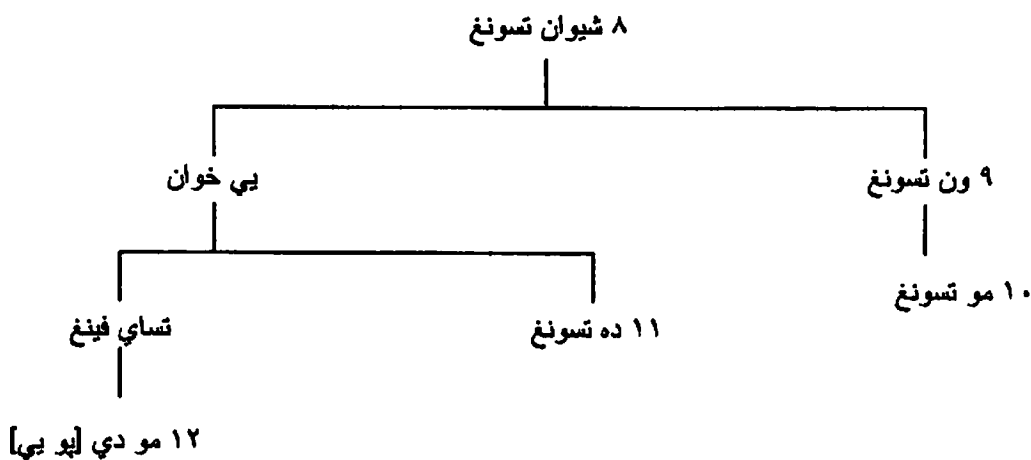 ٨ شيوان تسونغ
٩ ون تسونغ
يي خوان
١٠ مو تسونغ
١١ ده تسونغ
تساي فينغ
١٢ مو دي [پو يي]